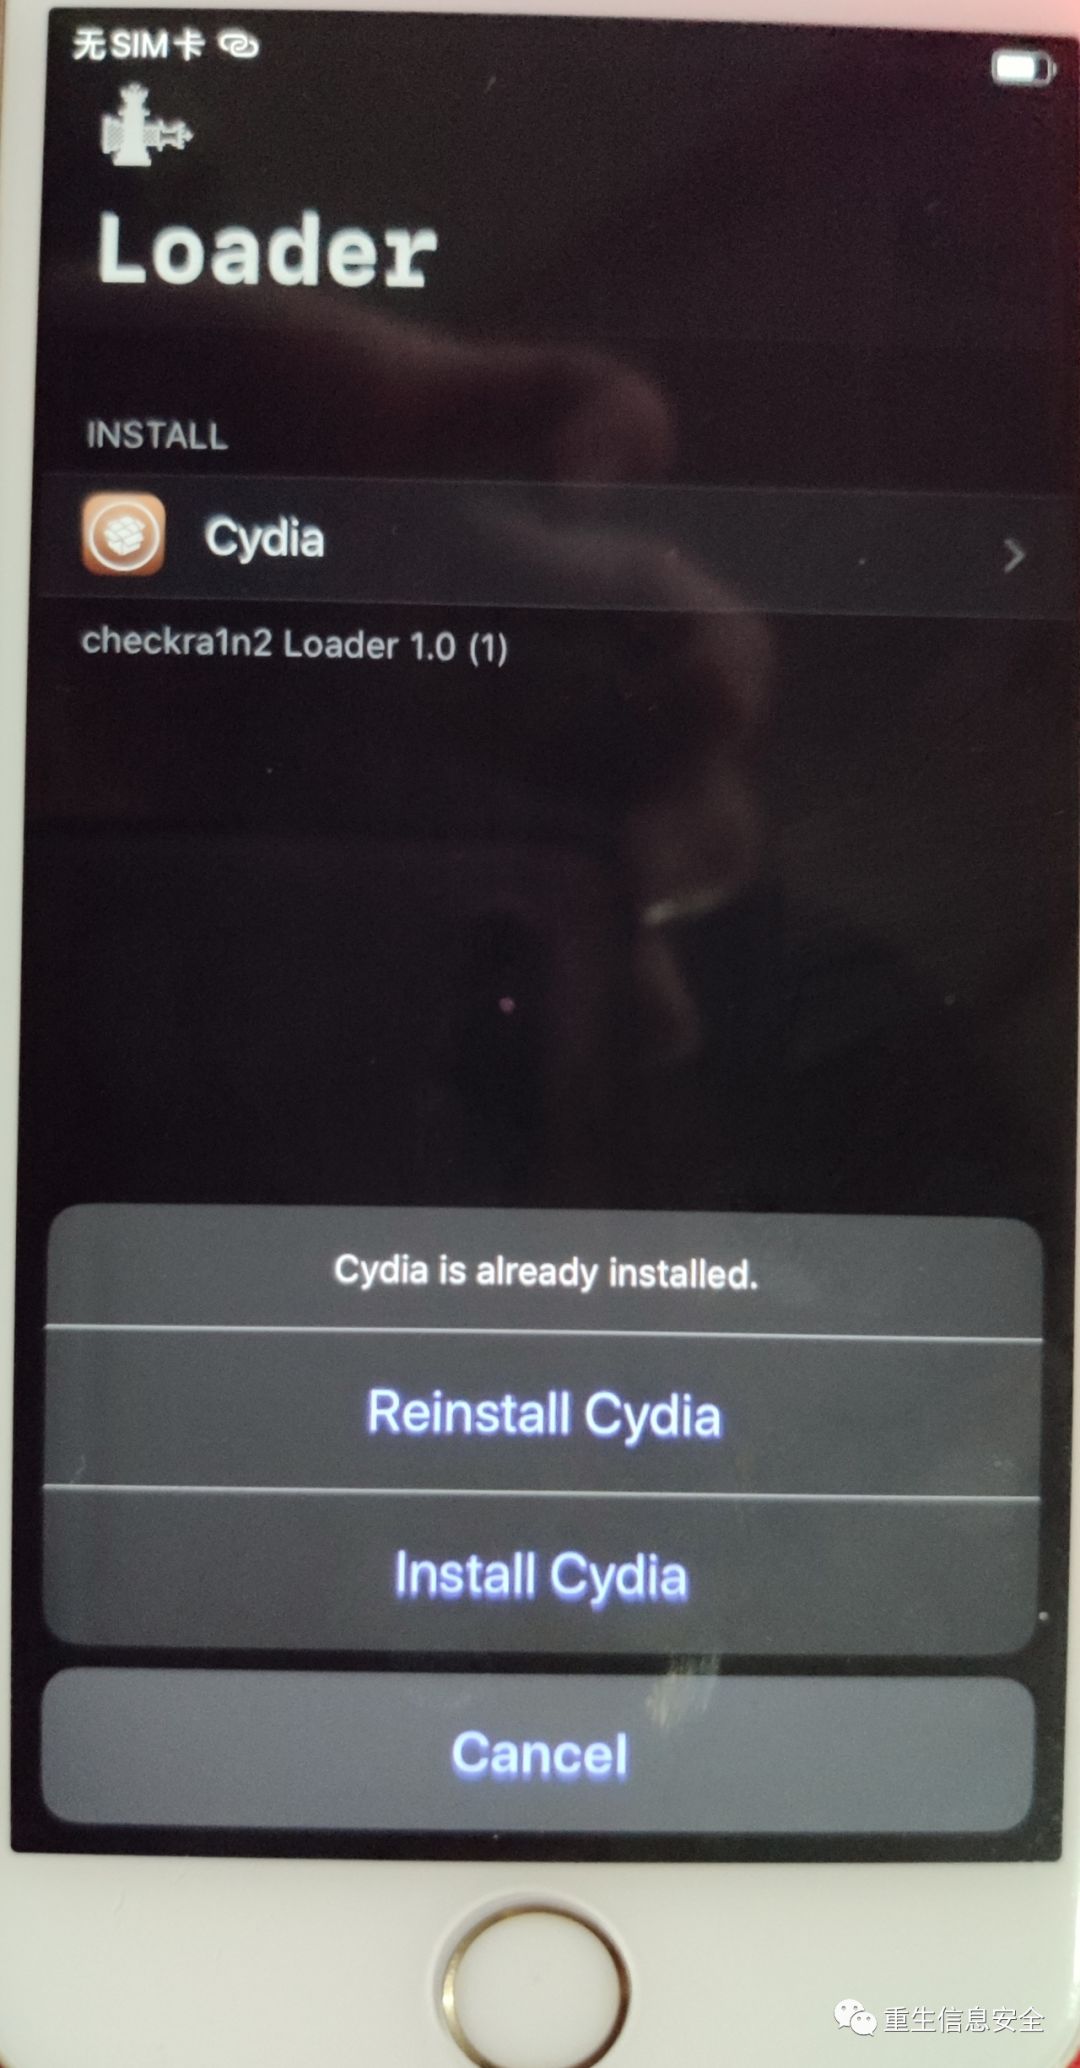 无SIM卡
Loader
INSTALL
Cydia
checkra1n2 Loader 1.0 (1)
Cydia is already installed.
Reinstall Cydia
Install Cydia
Cancel
重生信息安全